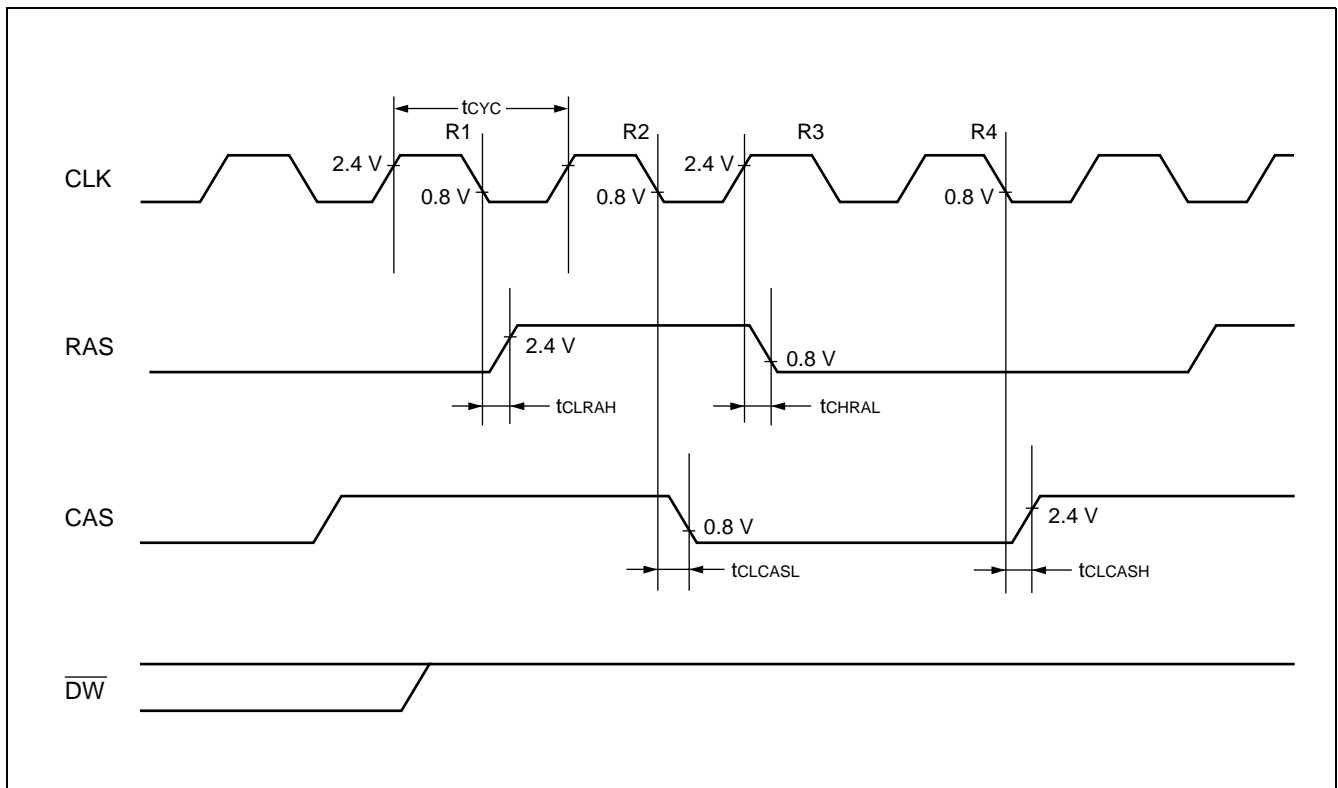 tCYC
R1
R2
R3
R4
CLK
2.4 V
0.8 V
0.8 V
2.4 V
0.8 V
RAS
2.4 V
0.8 V
tCLRAH
tCHRAL
CAS
0.8 V
2.4 V
tCLCASL
tCLCASH
DW